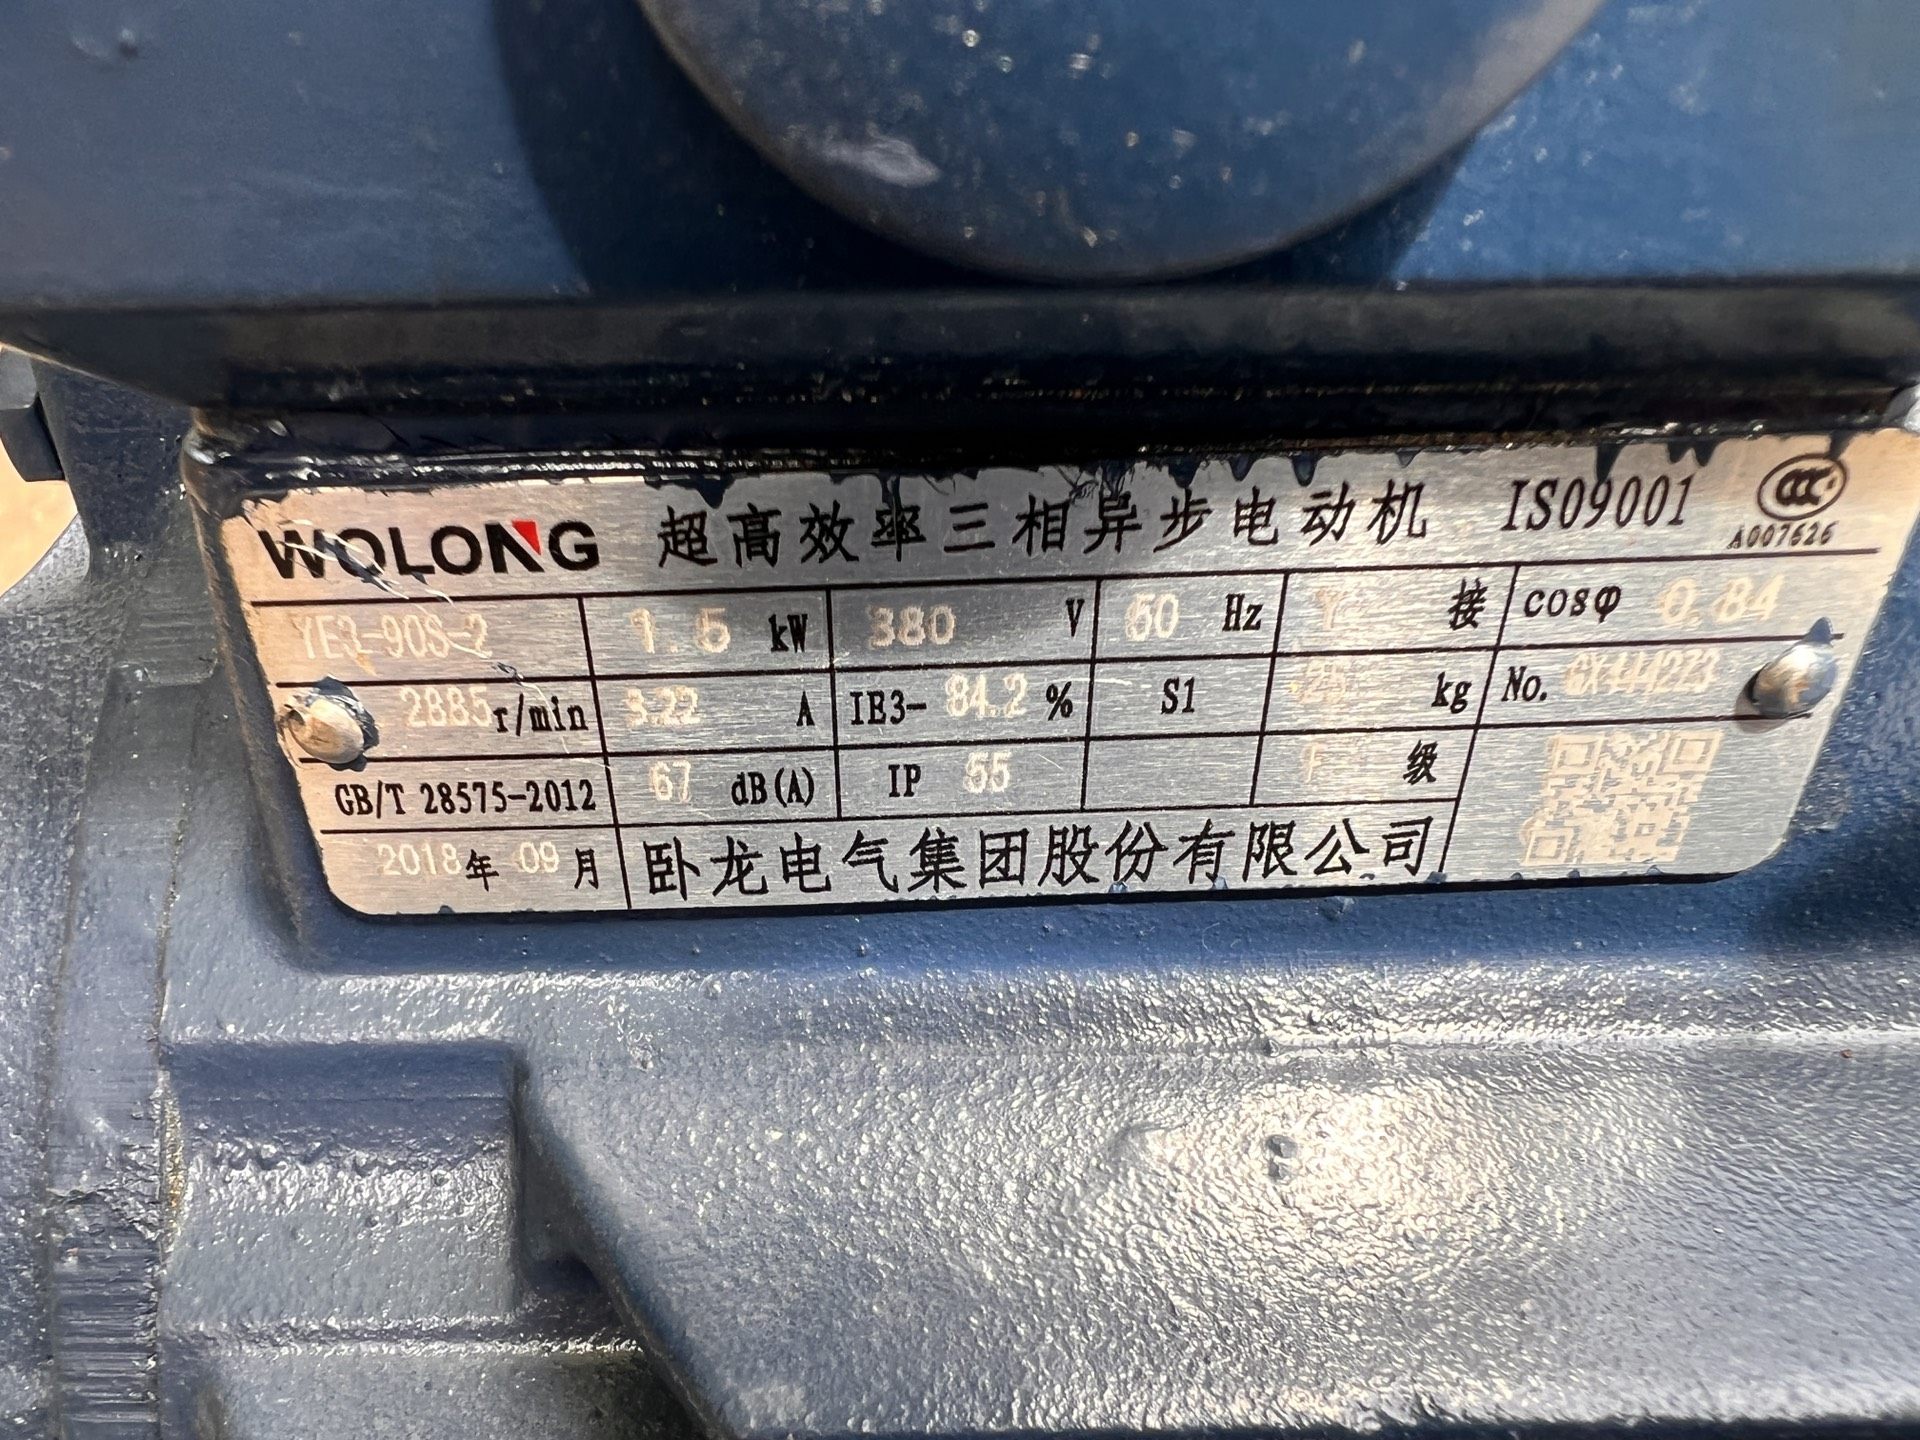 WOLONG 超高效率三相异步电动机 ISO9001 CCC
A007626
YE3-90S-2 1.5 kW 380 V 50 Hz Y 接 cosφ 0.84
2885 r/min 3.22 A IE3- 84.2 % S1 25 kg No.
GB/T 28575-2012 67 dB(A) IP 55 级
2018 年 09 月 卧龙电气集团股份有限公司